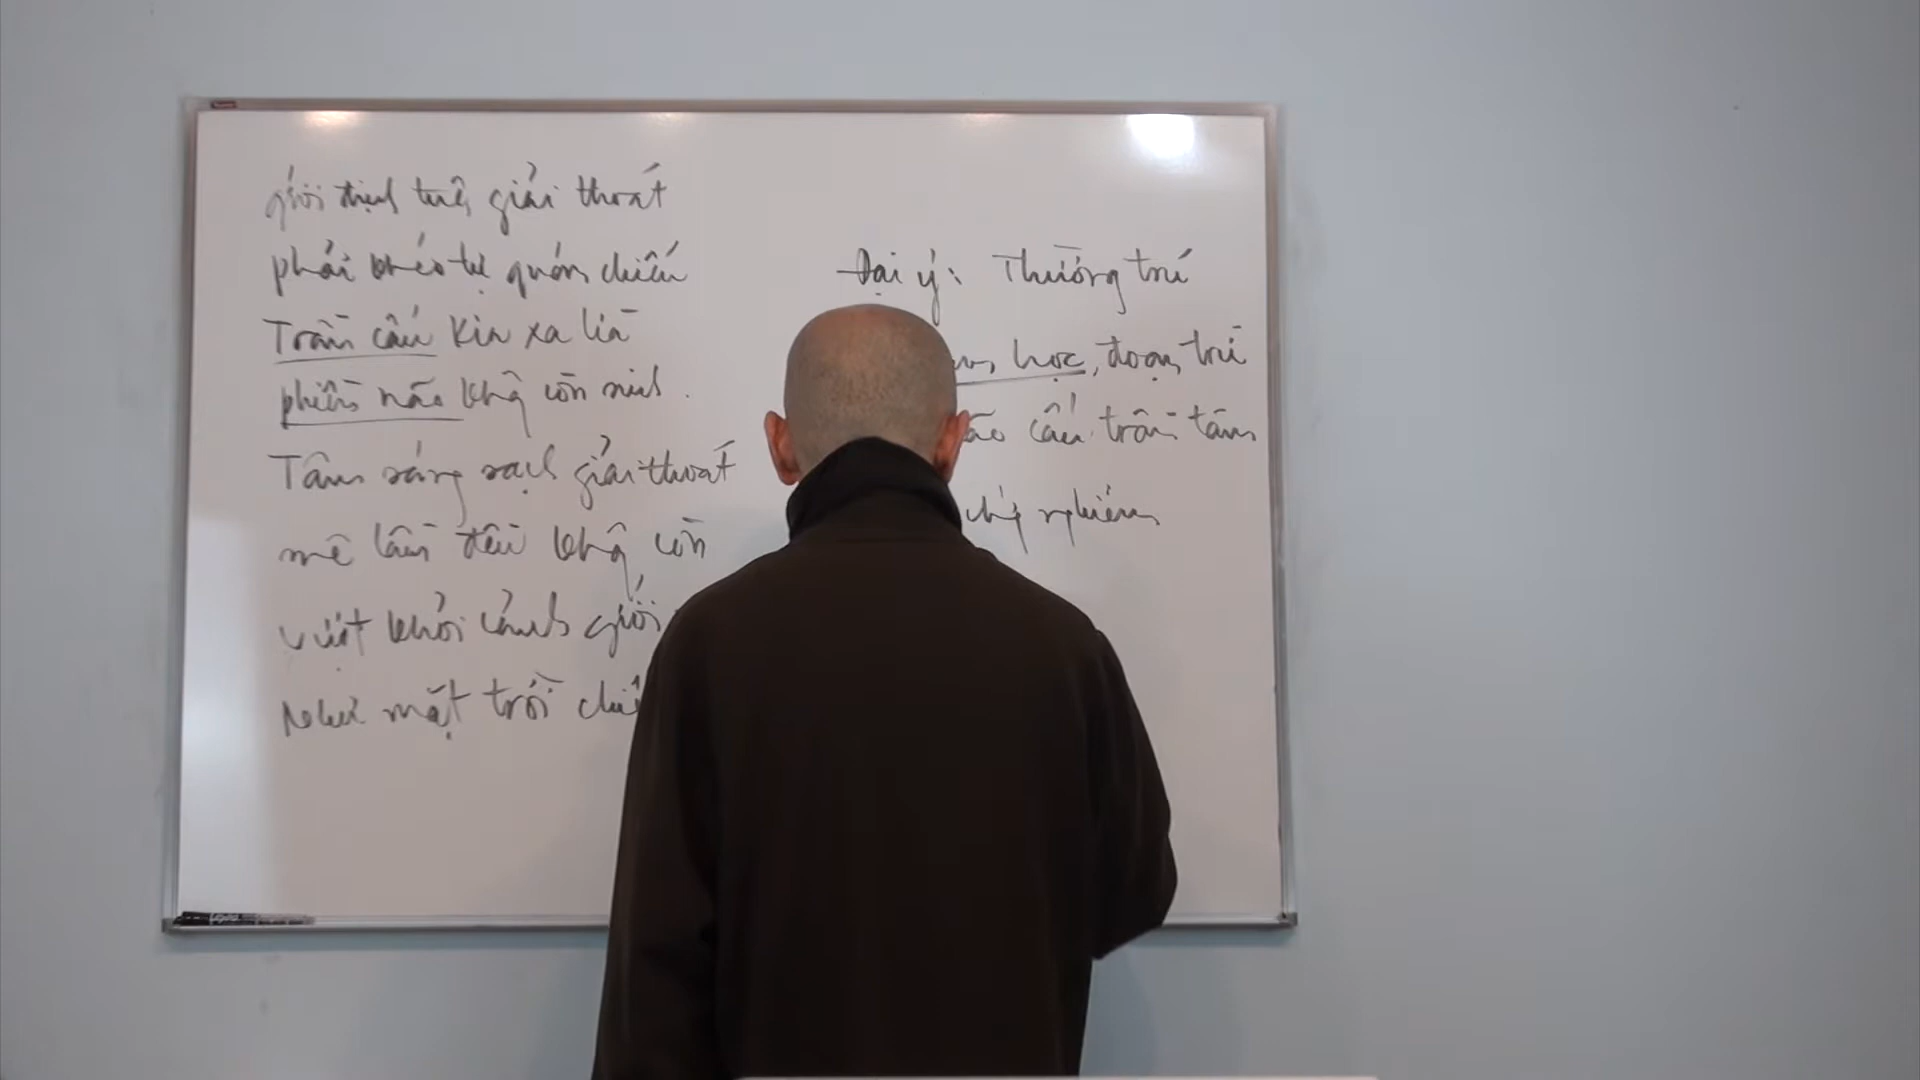 giới định tuệ giải thoát
phải khéo tự quán chiếu
Trần cấu kia xa lìa
phiền não không còn sinh.
Tâm sáng sạch giải thoát
mê lầm đều không còn
vượt khỏi cảnh giới
Như mặt trời
Đại ý: Thường trú
học, đoạn trừ
não cấu trần tâm
nghiêm